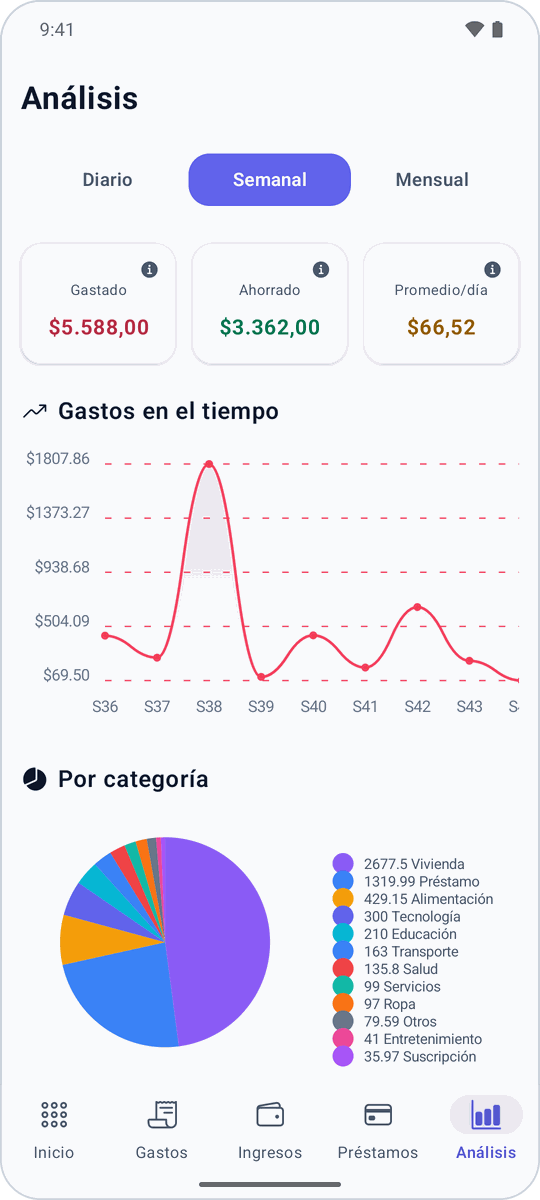 9:41
Análisis
Diario Semanal Mensual
Gastado Ahorrado Promedio/día
$5.588,00 $3.362,00 $66,52
Gastos en el tiempo
$1807.86
$1373.27
$938.68
$504.09
$69.50
S36 S37 S38 S39 S40 S41 S42 S43
Por categoría
2677.5 Vivienda
1319.99 Préstamo
429.15 Alimentación
300 Tecnología
210 Educación
163 Transporte
135.8 Salud
99 Servicios
97 Ropa
79.59 Otros
41 Entretenimiento
35.97 Suscripción
Inicio Gastos Ingresos Préstamos Análisis